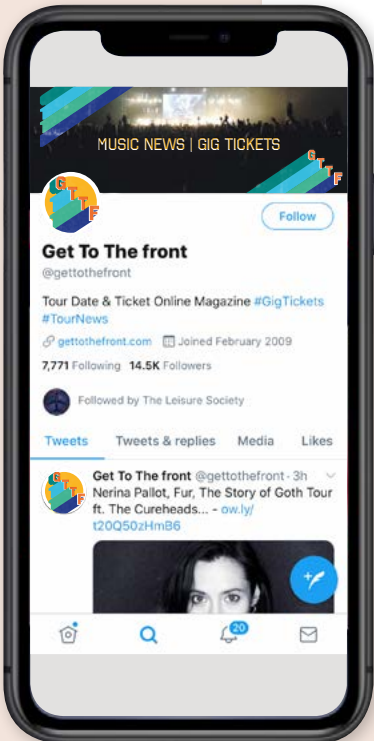 MUSIC NEWS | GIG TICKETS
GTTF
GTTF
Follow
Get To The front
@gettothefront
Tour Date & Ticket Online Magazine #GigTickets
#TourNews
gettothefront.com Joined February 2009
7,771 Following 14.5K Followers
Followed by The Leisure Society
Tweets Tweets & replies Media Likes
GTTF
Get To The front @gettothefront · 3h
Nerina Pallot, Fur, The Story of Goth Tour
ft. The Cureheads... - ow.ly/
t20Q50zHmB6
20